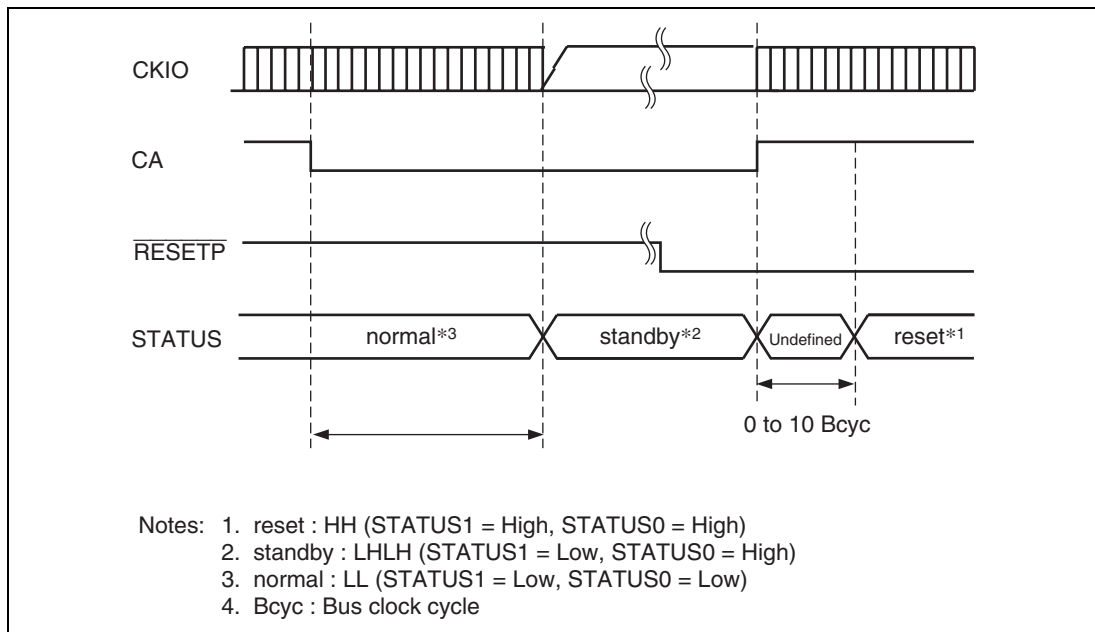 CKIO
CA
RESETP
STATUS
normal*3
standby*2
Undefined
reset*1
0 to 10 Bcyc
Notes: 1. reset : HH (STATUS1 = High, STATUS0 = High)
2. standby : LHLH (STATUS1 = Low, STATUS0 = High)
3. normal : LL (STATUS1 = Low, STATUS0 = Low)
4. Bcyc : Bus clock cycle